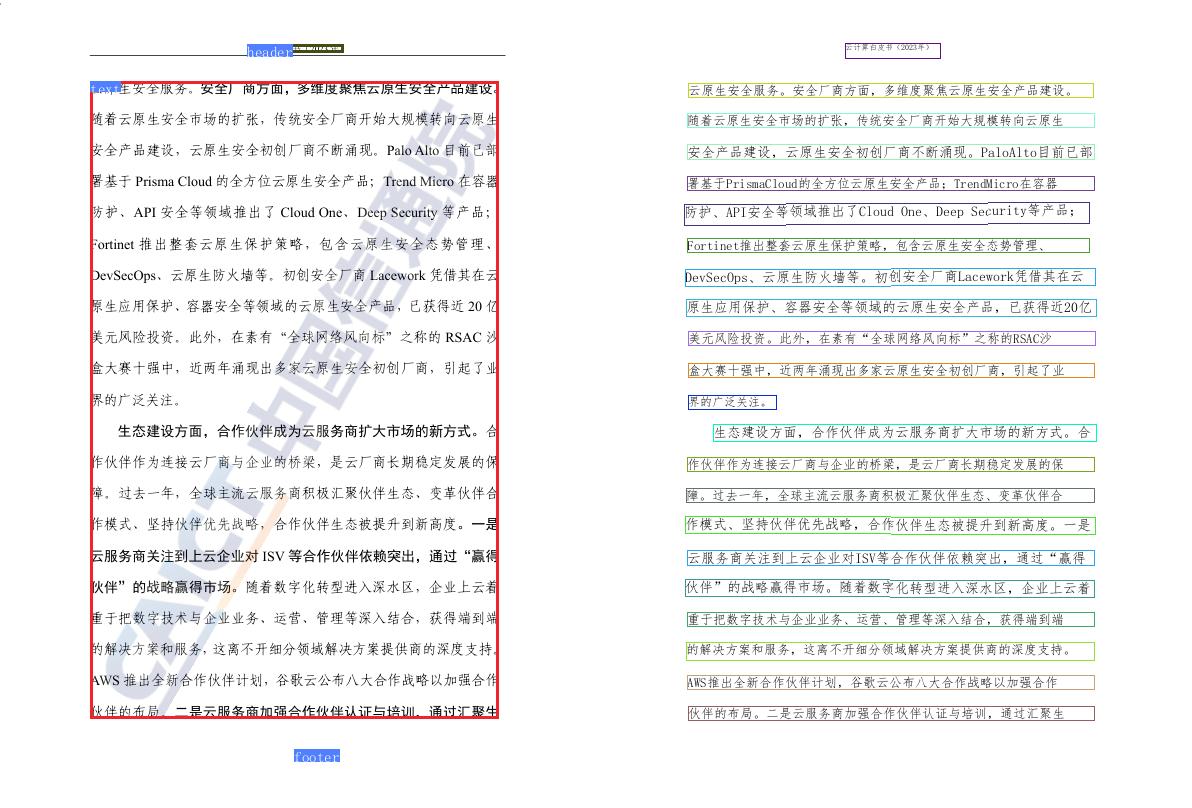 header
text
生安全服务。安全厂商方面，多维度聚焦云原生安全产品建设。
随着云原生安全市场的扩张，传统安全厂商开始大规模转向云原生
安全产品建设，云原生安全初创厂商不断涌现。Palo Alto 目前已部
署基于 Prisma Cloud 的全方位云原生安全产品；Trend Micro 在容器
防护、API 安全等领域推出了 Cloud One、Deep Security 等产品；
Fortinet 推出整套云原生保护策略，包含云原生安全态势管理、
DevSecOps、云原生防火墙等。初创安全厂商 Lacework 凭借其在云
原生应用保护、容器安全等领域的云原生安全产品，已获得近 20 亿
美元风险投资。此外，在素有“全球网络风向标”之称的 RSAC 沙
盒大赛十强中，近两年涌现出多家云原生安全初创厂商，引起了业
界的广泛关注。
生态建设方面，合作伙伴成为云服务商扩大市场的新方式。合
作伙伴作为连接云厂商与企业的桥梁，是云厂商长期稳定发展的保
障。过去一年，全球主流云服务商积极汇聚伙伴生态、变革伙伴合
作模式、坚持伙伴优先战略，合作伙伴生态被提升到新高度。一是
云服务商关注到上云企业对 ISV 等合作伙伴依赖突出，通过“赢得
伙伴”的战略赢得市场。随着数字化转型进入深水区，企业上云着
重于把数字技术与企业业务、运营、管理等深入结合，获得端到端
的解决方案和服务，这离不开细分领域解决方案提供商的深度支持。
AWS 推出全新合作伙伴计划，谷歌云公布八大合作战略以加强合作
伙伴的布局。二是云服务商加强合作伙伴认证与培训，通过汇聚生
CAICT 中国信通院
footer
云计算白皮书（2023年）
云原生安全服务。安全厂商方面，多维度聚焦云原生安全产品建设。
随着云原生安全市场的扩张，传统安全厂商开始大规模转向云原生
安全产品建设，云原生安全初创厂商不断涌现。PaloAlto目前已部
署基于PrismaCloud的全方位云原生安全产品；TrendMicro在容器
防护、API安全等领域推出了Cloud One、Deep Security等产品；
Fortinet推出整套云原生保护策略，包含云原生安全态势管理、
DevSecOps、云原生防火墙等。初创安全厂商Lacework凭借其在云
原生应用保护、容器安全等领域的云原生安全产品，已获得近20亿
美元风险投资。此外，在素有“全球网络风向标”之称的RSAC沙
盒大赛十强中，近两年涌现出多家云原生安全初创厂商，引起了业
界的广泛关注。
生态建设方面，合作伙伴成为云服务商扩大市场的新方式。合
作伙伴作为连接云厂商与企业的桥梁，是云厂商长期稳定发展的保
障。过去一年，全球主流云服务商积极汇聚伙伴生态、变革伙伴合
作模式、坚持伙伴优先战略，合作伙伴生态被提升到新高度。一是
云服务商关注到上云企业对ISV等合作伙伴依赖突出，通过“赢得
伙伴”的战略赢得市场。随着数字化转型进入深水区，企业上云着
重于把数字技术与企业业务、运营、管理等深入结合，获得端到端
的解决方案和服务，这离不开细分领域解决方案提供商的深度支持。
AWS推出全新合作伙伴计划，谷歌云公布八大合作战略以加强合作
伙伴的布局。二是云服务商加强合作伙伴认证与培训，通过汇聚生